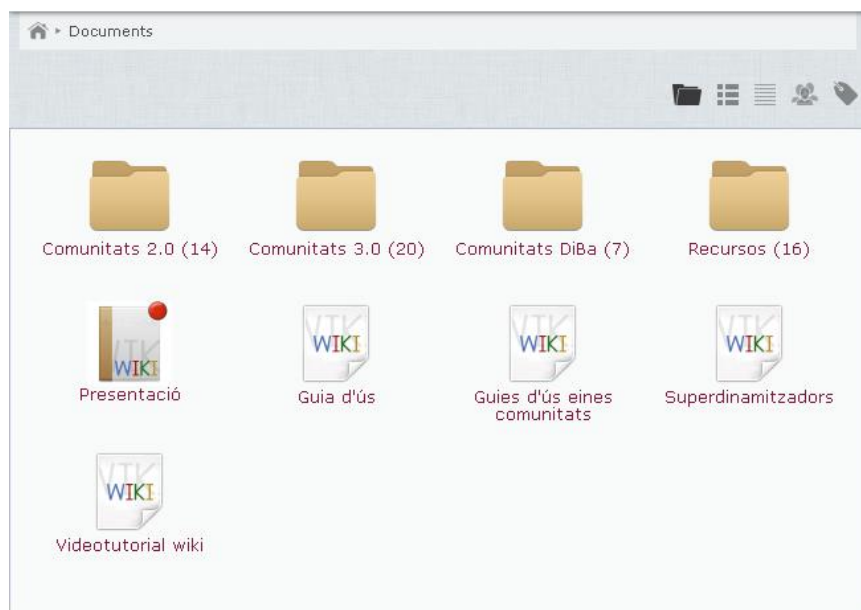 Documents
Comunitats 2.0 (14) Comunitats 3.0 (20) Comunitats DiBa (7) Recursos (16)
WIKI WIKI WIKI WIKI
Presentació Guia d'ús Guies d'ús eines Superdinamitzadors
comunitats
WIKI
Videotutorial wiki